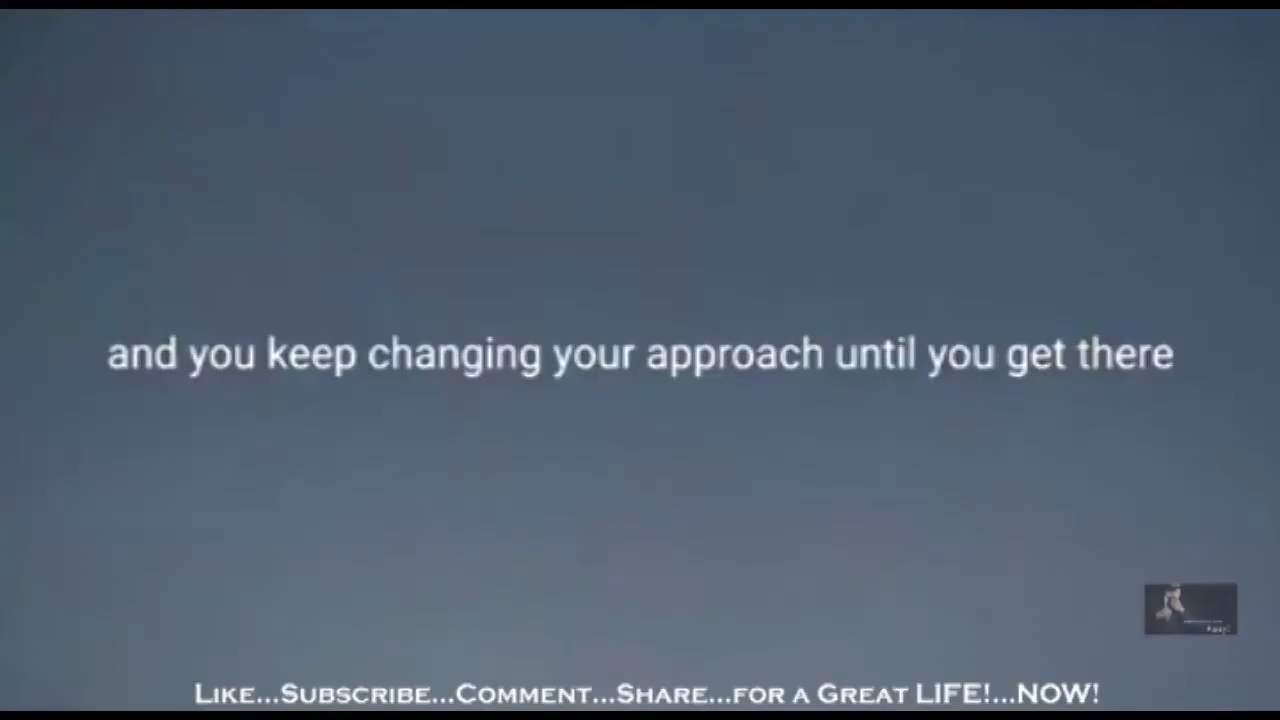 and you keep changing your approach until you get there
Like...Subscribe...Comment...Share...for a Great LIFE!...NOW!